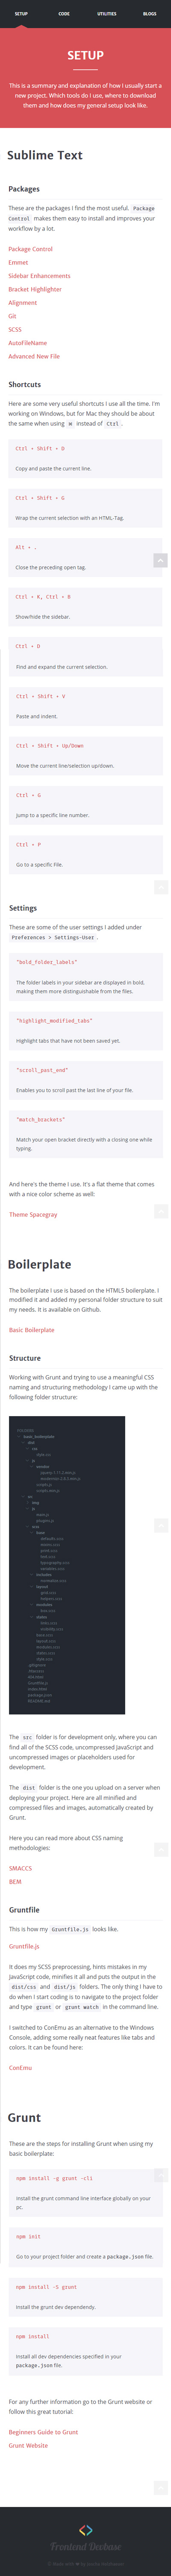 SETUP CODE UTILITIES BLOGS
SETUP
This is a summary and explanation of how I usually start a
new project. Which tools do I use, where to download
them and how does my general setup look like.
Sublime Text
Packages
These are the packages I find the most useful. Package
Control makes them easy to install and improves your
workflow by a lot.
Package Control
Emmet
Sidebar Enhancements
Bracket Highlighter
Alignment
Git
SCSS
AutoFileName
Advanced New File
Shortcuts
Here are some very useful shortcuts I use all the time. I'm
working on Windows, but for Mac they should be about
the same when using ⌘ instead of Ctrl.
Ctrl + Shift + D
Copy and paste the current line.
Ctrl + Shift + G
Wrap the current selection with an HTML-Tag.
Alt + .
Close the preceding open tag.
Ctrl + K, Ctrl + B
Show/hide the sidebar.
Ctrl + D
Find and expand the current selection.
Ctrl + Shift + V
Paste and indent.
Ctrl + Shift + Up/Down
Move the current line/selection up/down.
Ctrl + G
Jump to a specific line number.
Ctrl + P
Go to a specific File.
Settings
These are some of the user settings I added under
Preferences > Settings-User.
"bold_folder_labels"
The folder labels in your sidebar are displayed in bold,
making them more distinguishable from the files.
"highlight_modified_tabs"
Highlight tabs that have not been saved yet.
"scroll_past_end"
Enables you to scroll past the last line of your file.
"match_brackets"
Match your open bracket directly with a closing one while
typing.
And here's the theme I use. It's a flat theme that comes
with a nice color scheme as well:
Theme Spacegray
Boilerplate
The boilerplate I use is based on the HTML5 boilerplate. I
modified it and added my personal folder structure to suit
my needs. It is available on Github.
Basic Boilerplate
Structure
Working with Grunt and trying to use a meaningful CSS
naming and structuring methodology I came up with the
following folder structure:
The src folder is for development only, where you can
find all of the SCSS code, uncompressed JavaScript and
uncompressed images or placeholders used for
development.
The dist folder is the one you upload on a server when
deploying your project. Here are all minified and
compressed files and images, automatically created by
Grunt.
Here you can read more about CSS naming
methodologies:
SMACCS
BEM
Gruntfile
This is how my Gruntfile.js looks like.
Gruntfile.js
It does my SCSS preprocessing, hints mistakes in my
JavaScript code, minifies it all and puts the output in the
dist/css and dist/js folders. The only thing I have to
do when I start coding is to navigate to the project folder
and type grunt or grunt watch in the command line.
I switched to ConEmu as an alternative to the Windows
Console, adding some really neat features like tabs and
colors. It can be found here:
ConEmu
Grunt
These are the steps for installing Grunt when using my
basic boilerplate:
npm install -g grunt -cli
Install the grunt command line interface globally on your
pc.
npm init
Go to your project folder and create a package.json file.
npm install -S grunt
Install the grunt dev dependendy.
npm install
Install all dev dependencies specified in your
package.json file.
For any further information go to the Grunt website or
follow this great tutorial:
Beginners Guide to Grunt
Grunt Website
Frontend Deebase